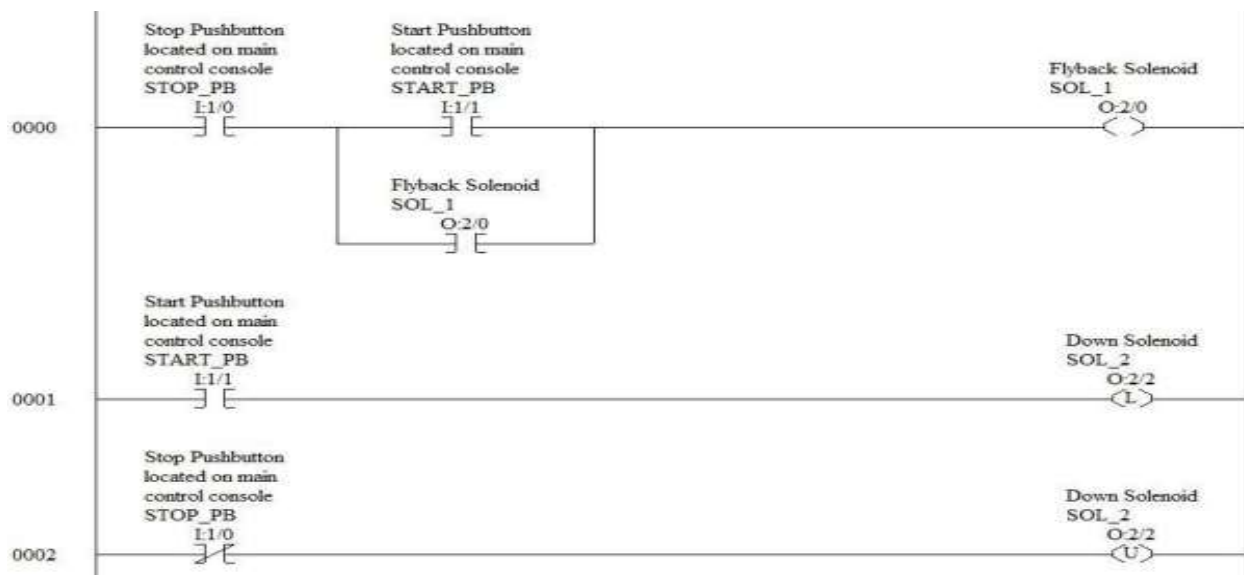 Stop Pushbutton
located on main
control console
STOP_PB
I:1/0
Start Pushbutton
located on main
control console
START_PB
I:1/1
Flyback Solenoid
SOL_1
O:2/0
0000
Flyback Solenoid
SOL_1
O:2/0
Start Pushbutton
located on main
control console
START_PB
I:1/1
Down Solenoid
SOL_2
O:2/2
0001
L
Stop Pushbutton
located on main
control console
STOP_PB
I:1/0
Down Solenoid
SOL_2
O:2/2
0002
U